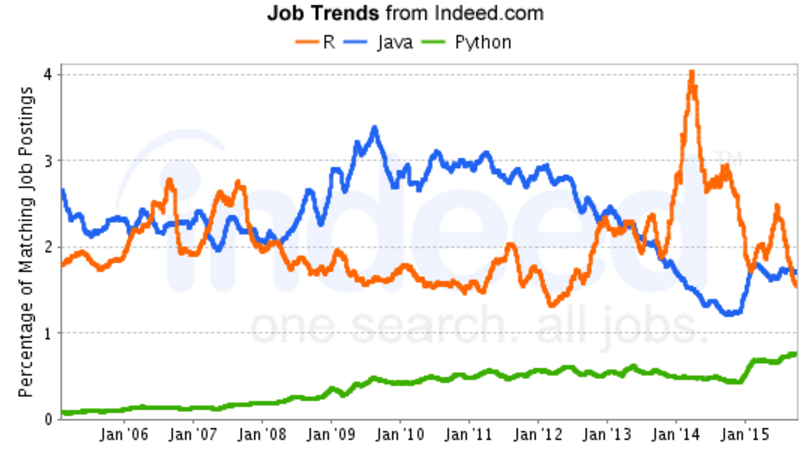 Job Trends from Indeed.com
R Java Python
Percentage of Matching Job Postings
4
3
2
1
0
indeed™
one search. all jobs.
Jan '06 Jan '07 Jan '08 Jan '09 Jan '10 Jan '11 Jan '12 Jan '13 Jan '14 Jan '15